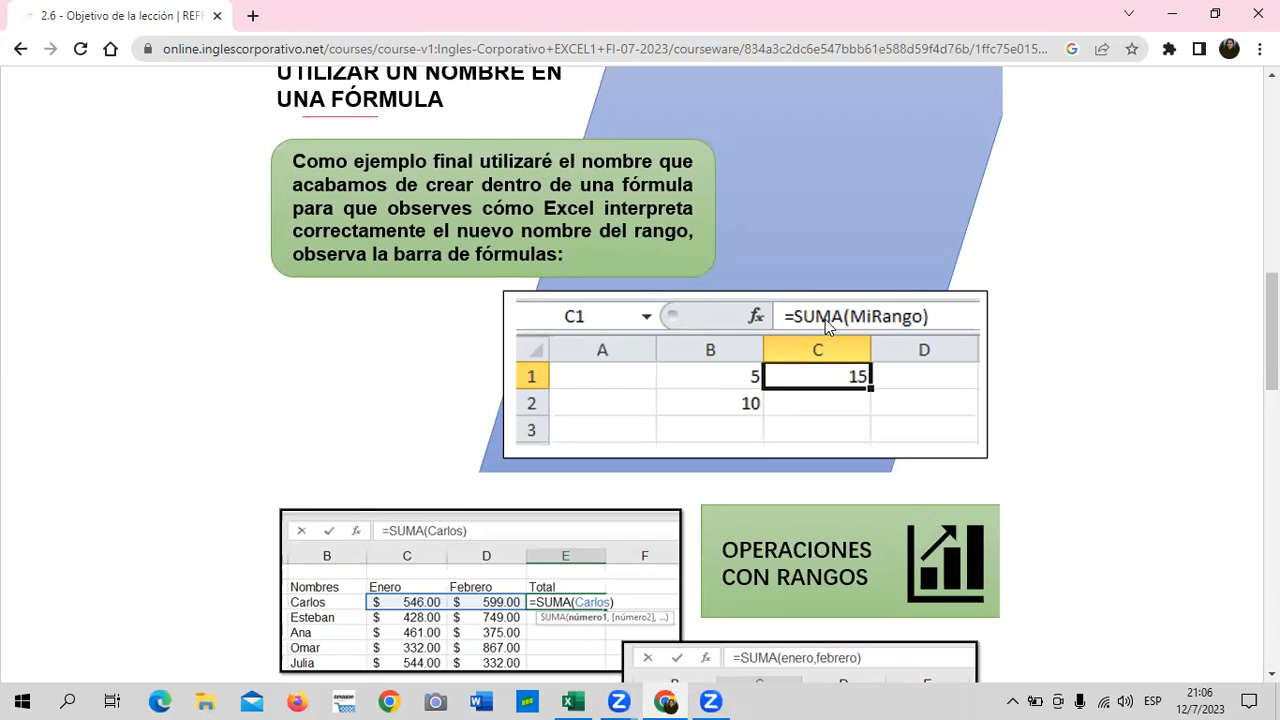 2.6 - Objetivo de la lección | REFE
online.inglescorporativo.net/courses/course-v1:Ingles-Corporativo+EXCEL1+FI-07-2023/courseware/834a3c2dc5e547bbb61e588d59f4d76b/1ffc75e015...
UTILIZAR UN NOMBRE EN
UNA FÓRMULA
Como ejemplo final utilizaré el nombre que
acabamos de crear dentro de una fórmula
para que observes cómo Excel interpreta
correctamente el nuevo nombre del rango,
observa la barra de fórmulas:
C1 fx =SUMA(MiRango)
A B C D
1 5 15
2 10
3
fx =SUMA(Carlos)
B C D E F
Nombres Enero Febrero Total
Carlos $ 546.00 $ 599.00 =SUMA(Carlos)
Esteban $ 428.00 $ 749.00 SUMA(número1, [número2], ...)
Ana $ 461.00 $ 375.00
Omar $ 332.00 $ 867.00
Julia $ 544.00 $ 332.00
OPERACIONES
CON RANGOS
fx =SUMA(enero,febrero)
amazon
ESP
21:06
12/7/2023